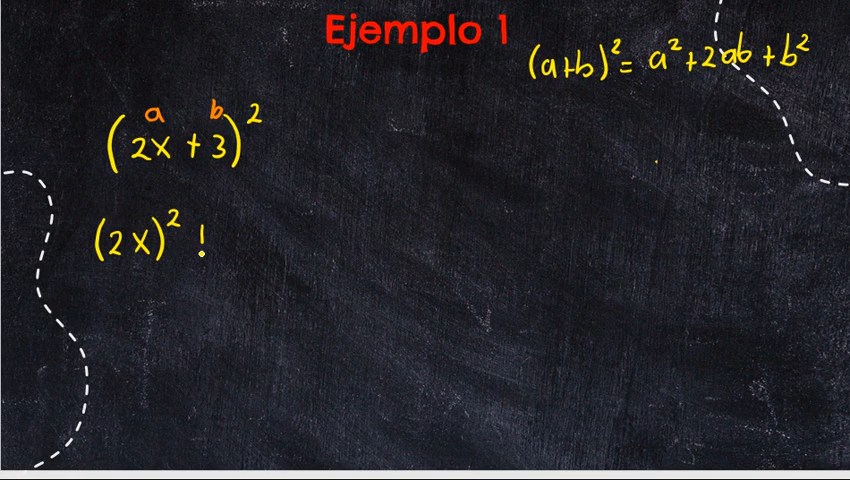 Ejemplo 1
(a+b)² = a² + 2ab + b²
a b
(2x + 3)²
(2x)²